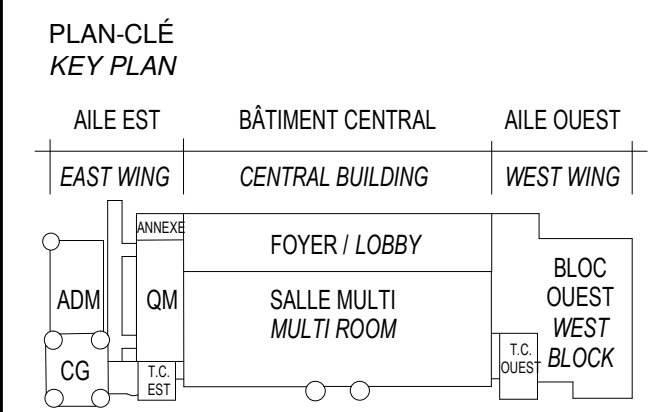 PLAN-CLÉ
KEY PLAN
AILE EST
BÂTIMENT CENTRAL
AILE OUEST
EAST WING
CENTRAL BUILDING
WEST WING
ANNEXE
FOYER / LOBBY
ADM
QM
SALLE MULTI
MULTI ROOM
BLOC
OUEST
WEST
BLOCK
CG
T.C.
EST
T.C.
OUEST